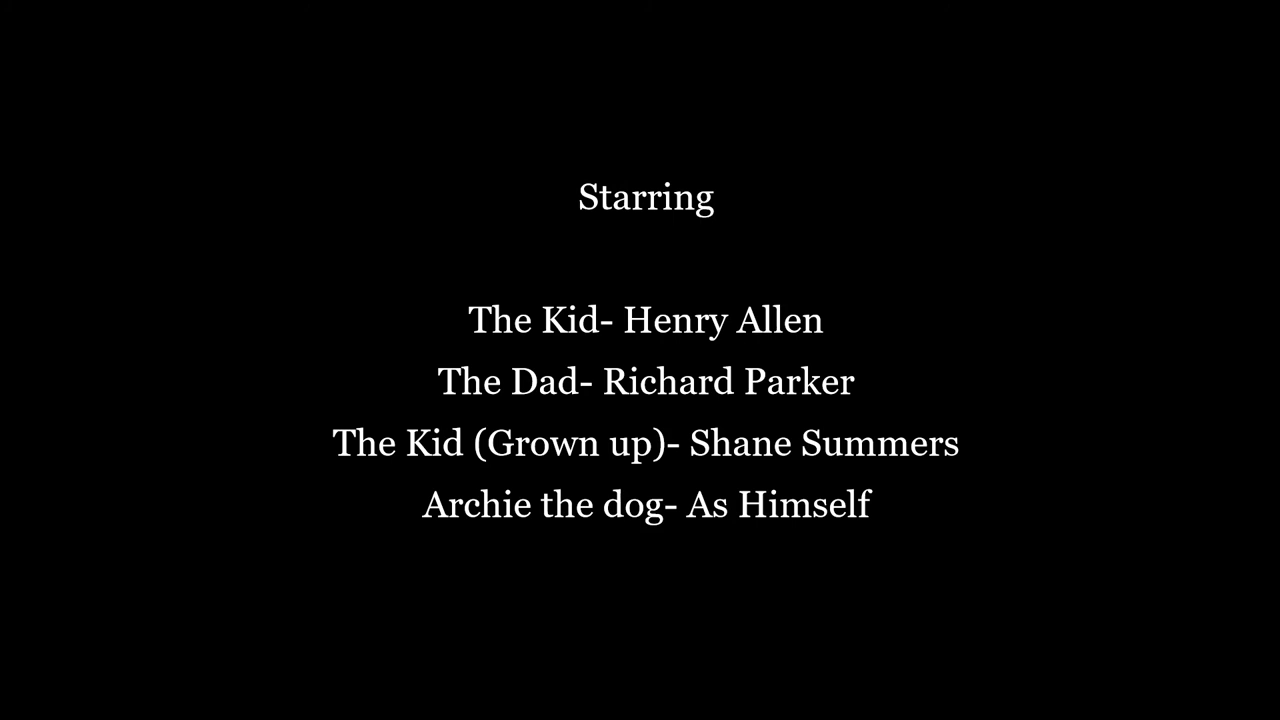 Starring
The Kid- Henry Allen
The Dad- Richard Parker
The Kid (Grown up)- Shane Summers
Archie the dog- As Himself